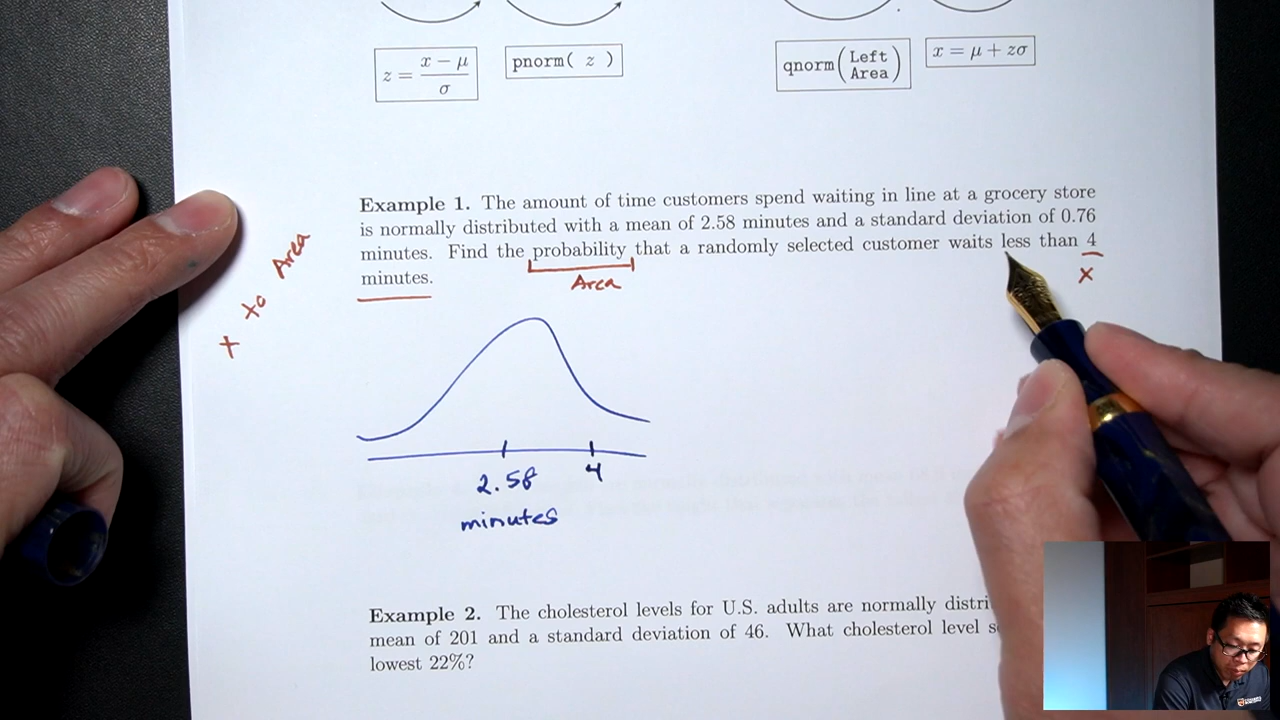 z = x − μ / σ
pnorm( z )
qnorm(Left Area)
x = μ + zσ
Example 1. The amount of time customers spend waiting in line at a grocery store
is normally distributed with a mean of 2.58 minutes and a standard deviation of 0.76
minutes. Find the probability that a randomly selected customer waits less than 4
minutes.
Area
x
x to Area
2.58
4
minutes
Example 2. The cholesterol levels for U.S. adults are normally distri
mean of 201 and a standard deviation of 46. What cholesterol level s
lowest 22%?